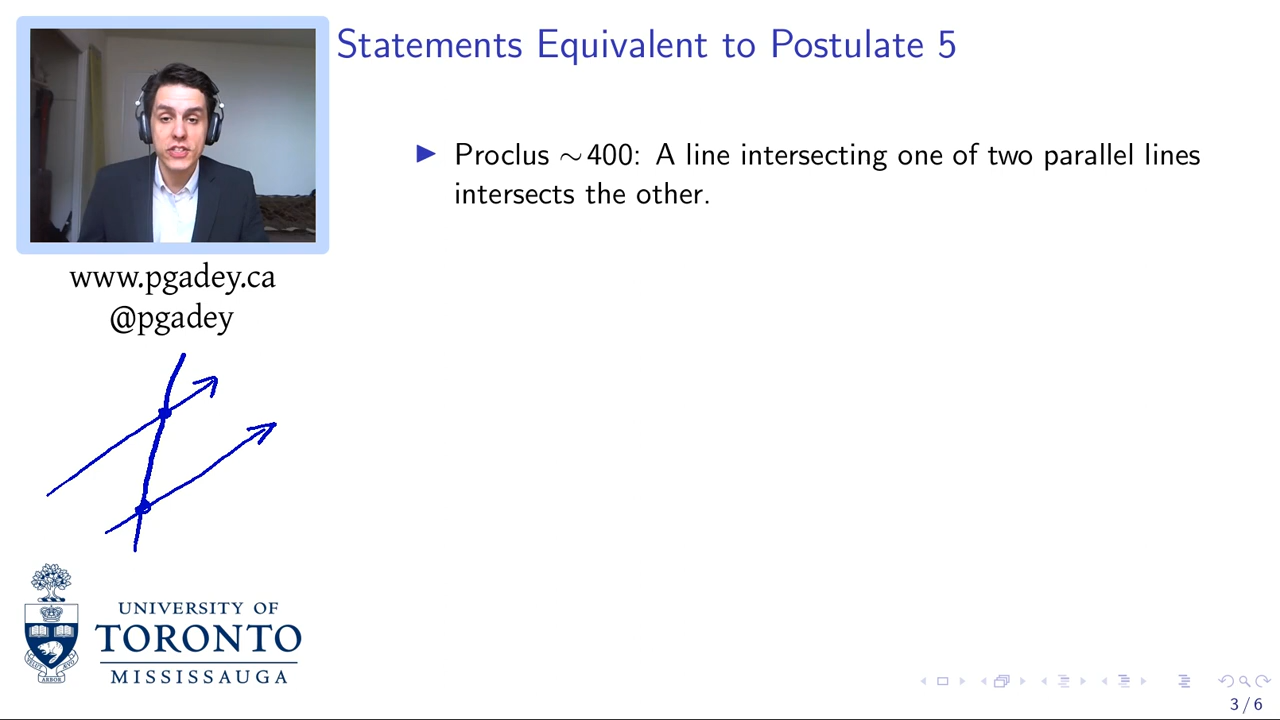 Statements Equivalent to Postulate 5
▶ Proclus ~400: A line intersecting one of two parallel lines
intersects the other.
www.pgadey.ca
@pgadey
UNIVERSITY OF
TORONTO
MISSISSAUGA
3 / 6